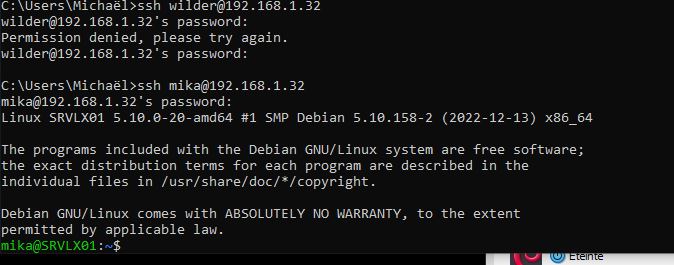 C:\Users\Michaël>ssh wilder@192.168.1.32
wilder@192.168.1.32's password:
Permission denied, please try again.
wilder@192.168.1.32's password:
C:\Users\Michaël>ssh mika@192.168.1.32
mika@192.168.1.32's password:
Linux SRVLX01 5.10.0-20-amd64 #1 SMP Debian 5.10.158-2 (2022-12-13) x86_64
The programs included with the Debian GNU/Linux system are free software;
the exact distribution terms for each program are described in the
individual files in /usr/share/doc/*/copyright.
Debian GNU/Linux comes with ABSOLUTELY NO WARRANTY, to the extent
permitted by applicable law.
mika@SRVLX01:~$
Éteinte